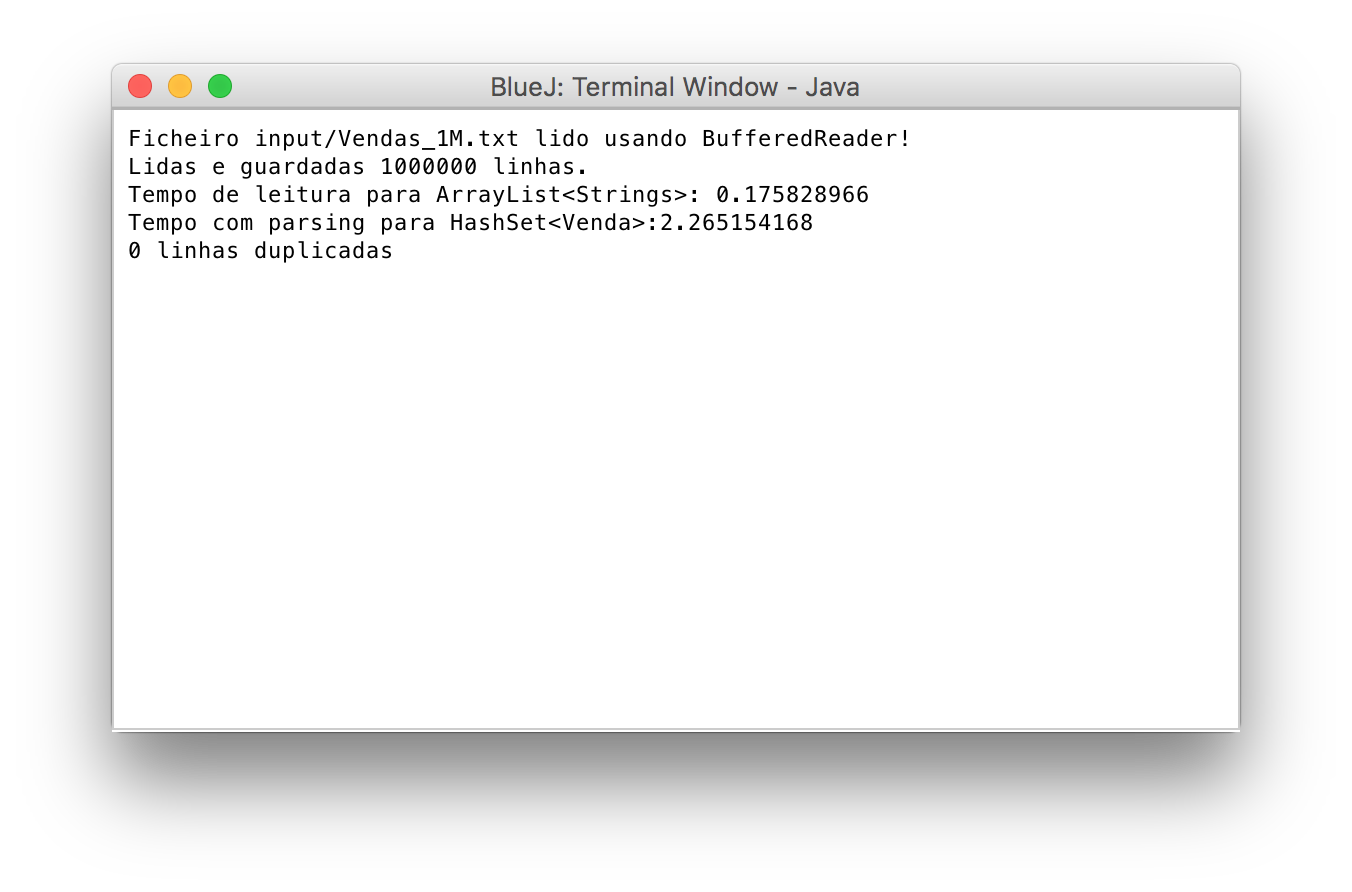 BlueJ: Terminal Window - Java
Ficheiro input/Vendas_1M.txt lido usando BufferedReader!
Lidas e guardadas 1000000 linhas.
Tempo de leitura para ArrayList<Strings>: 0.175828966
Tempo com parsing para HashSet<Venda>:2.265154168
0 linhas duplicadas